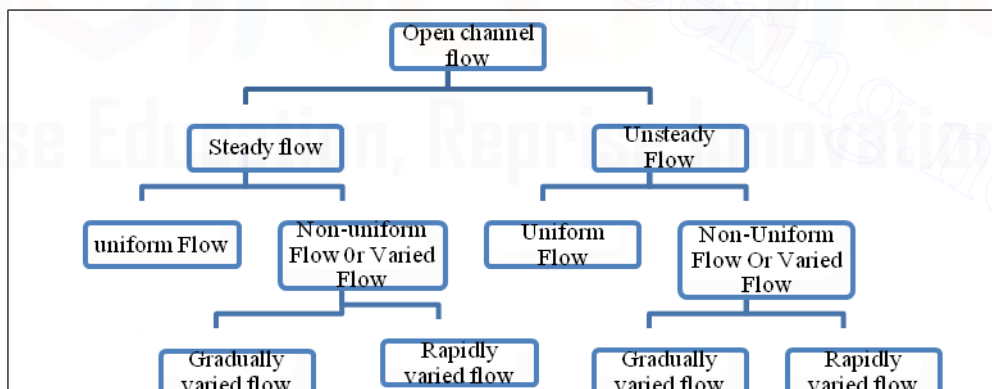 Open channel
flow
Steady flow
Unsteady
Flow
uniform Flow
Non-uniform
Flow 0r Varied
Flow
Uniform
Flow
Non-Uniform
Flow Or Varied
Flow
Gradually
varied flow
Rapidly
varied flow
Gradually
varied flow
Rapidly
varied flow